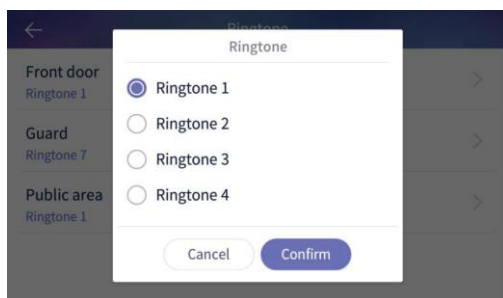 Ringtone
Ringtone
Front door
Ringtone 1
Guard
Ringtone 7
Public area
Ringtone 1
Ringtone 1
Ringtone 2
Ringtone 3
Ringtone 4
Cancel
Confirm